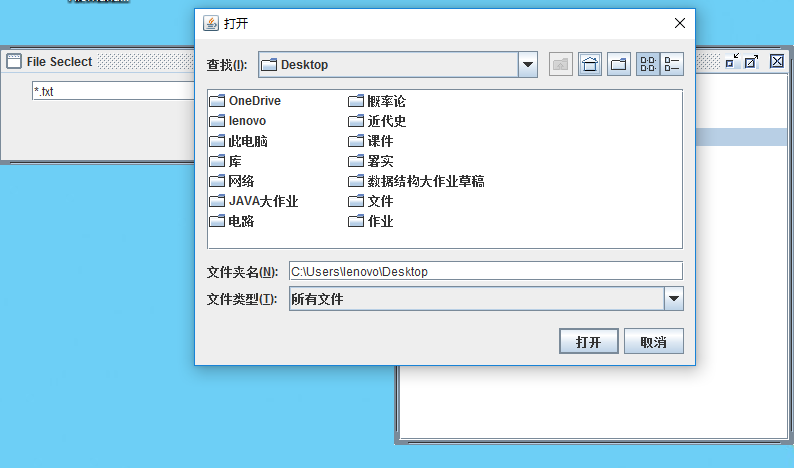 打开
File Seclect
*.txt
查找(I):
Desktop
OneDrive
lenovo
此电脑
库
网络
JAVA大作业
电路
概率论
近代史
课件
署实
数据结构大作业草稿
文件
作业
文件夹名(N):
C:\Users\lenovo\Desktop
文件类型(T):
所有文件
打开
取消